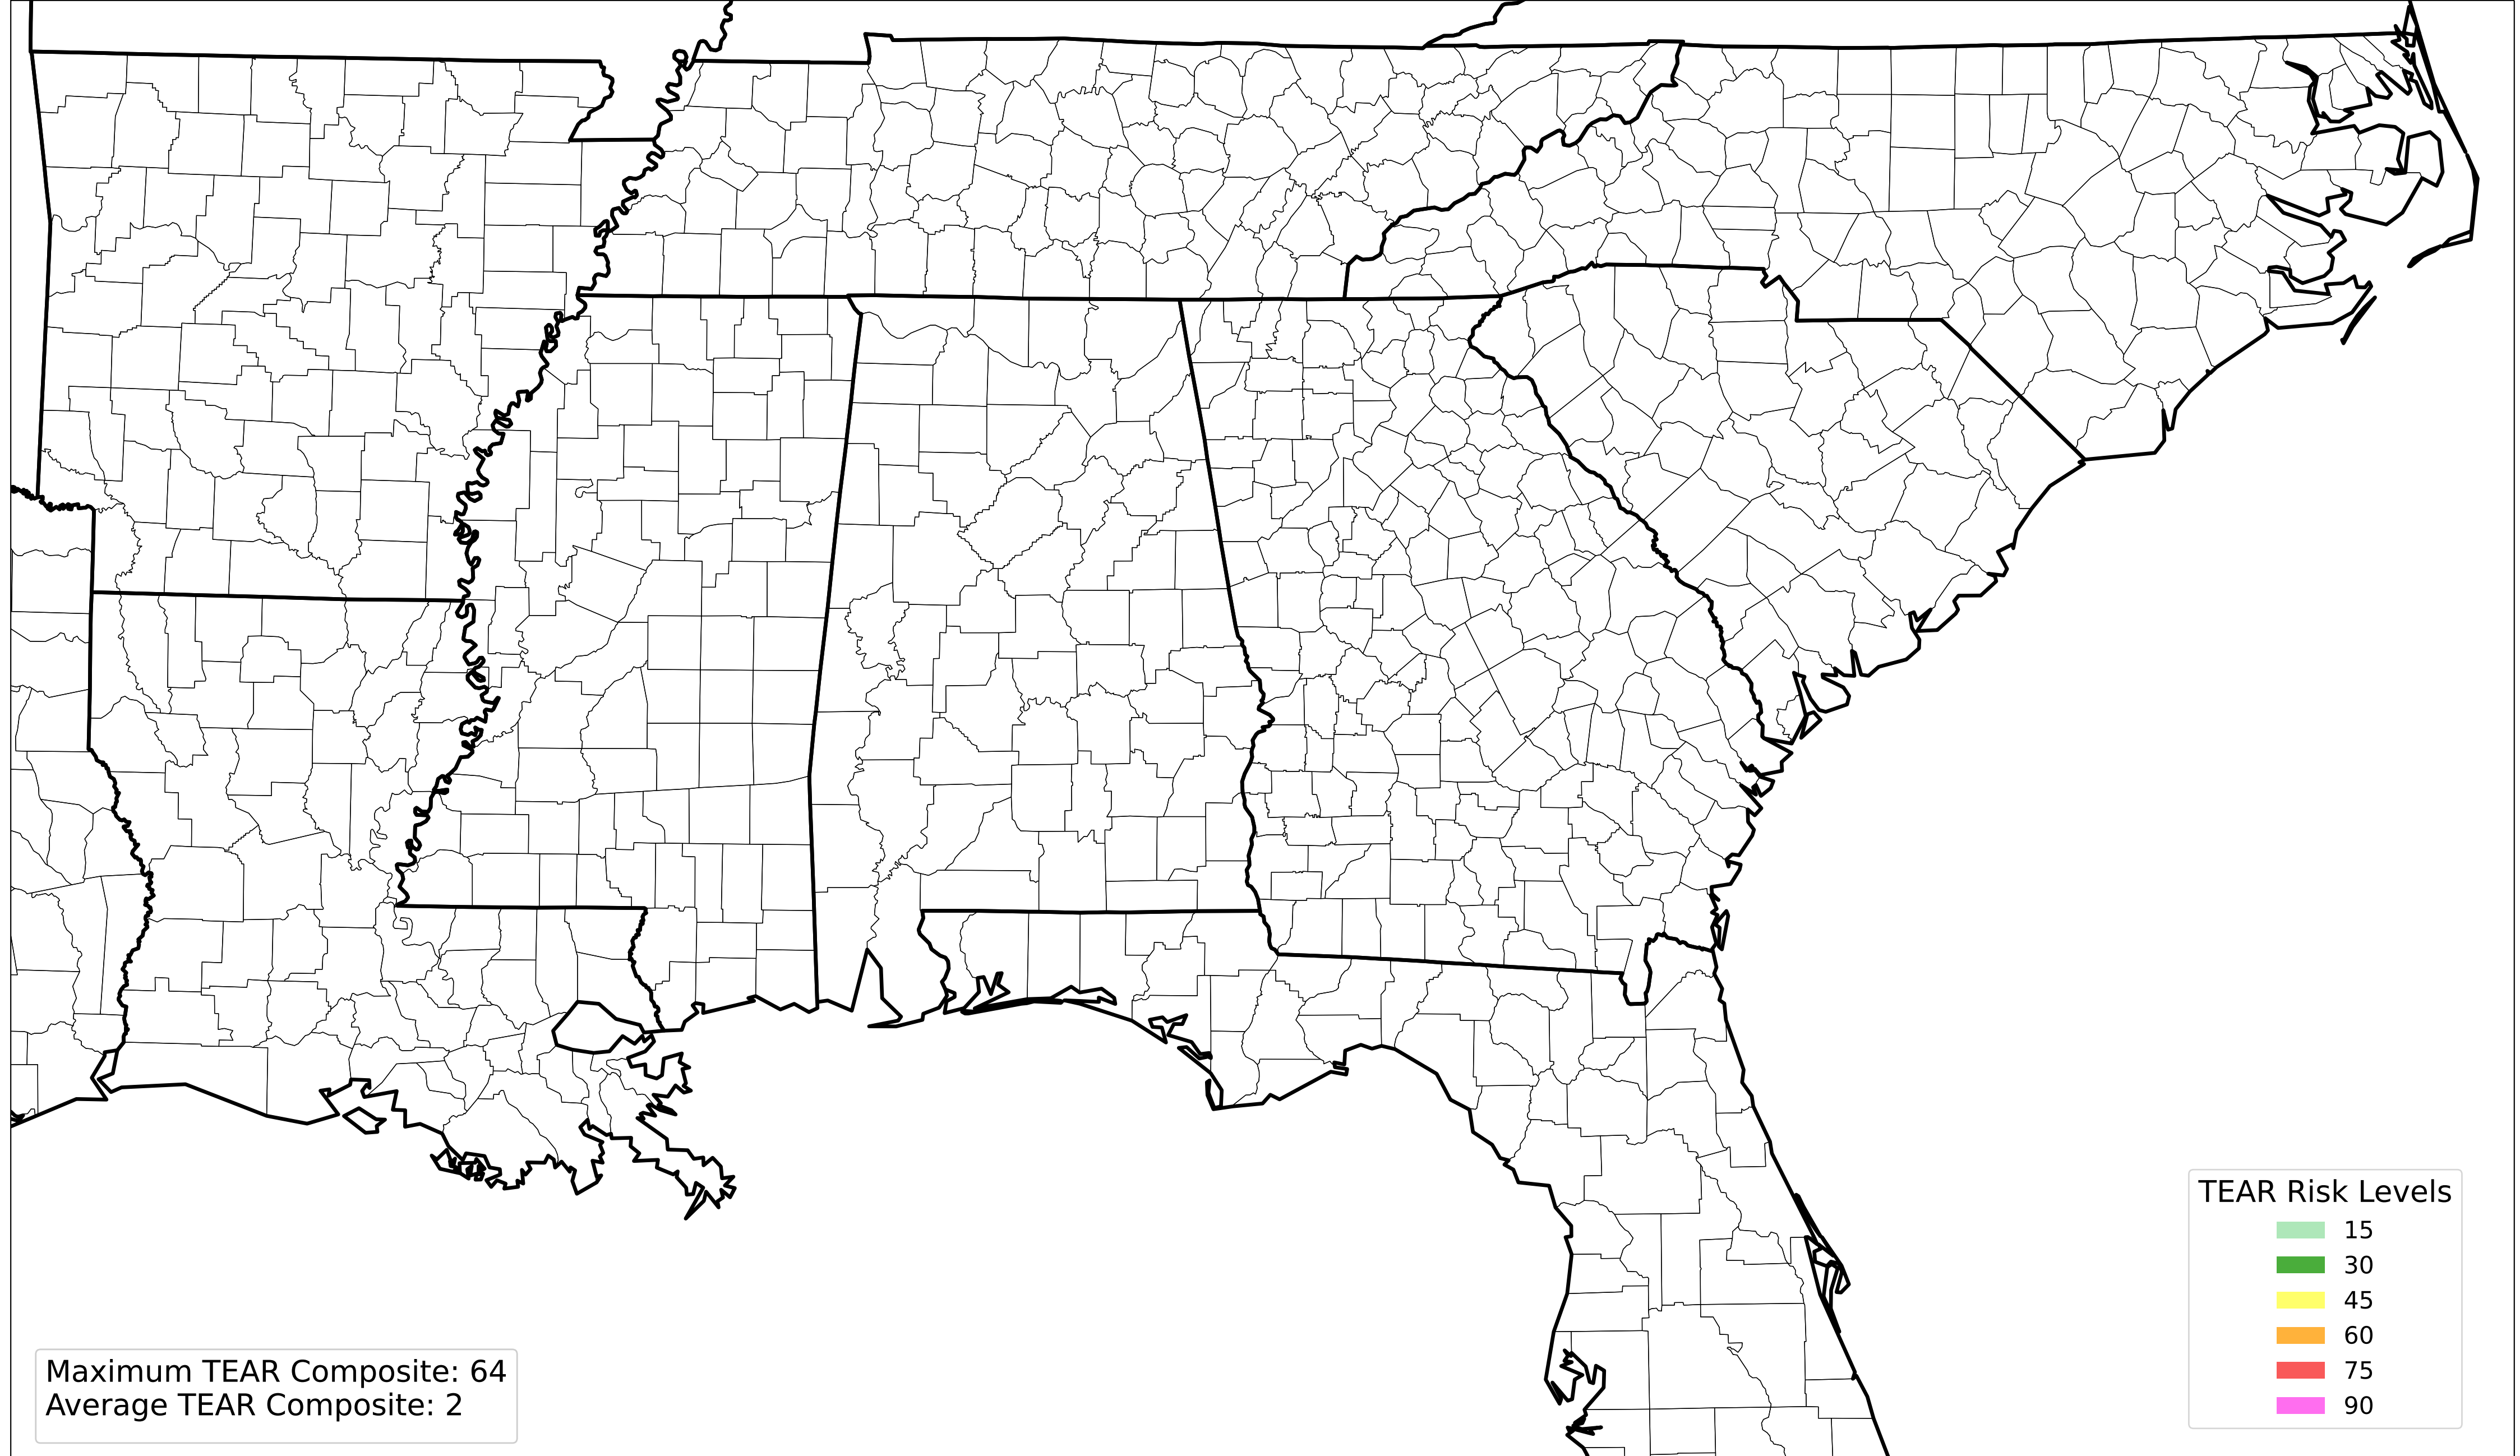 TEAR Risk Levels
15
30
45
60
75
90
Maximum TEAR Composite: 64
Average TEAR Composite: 2